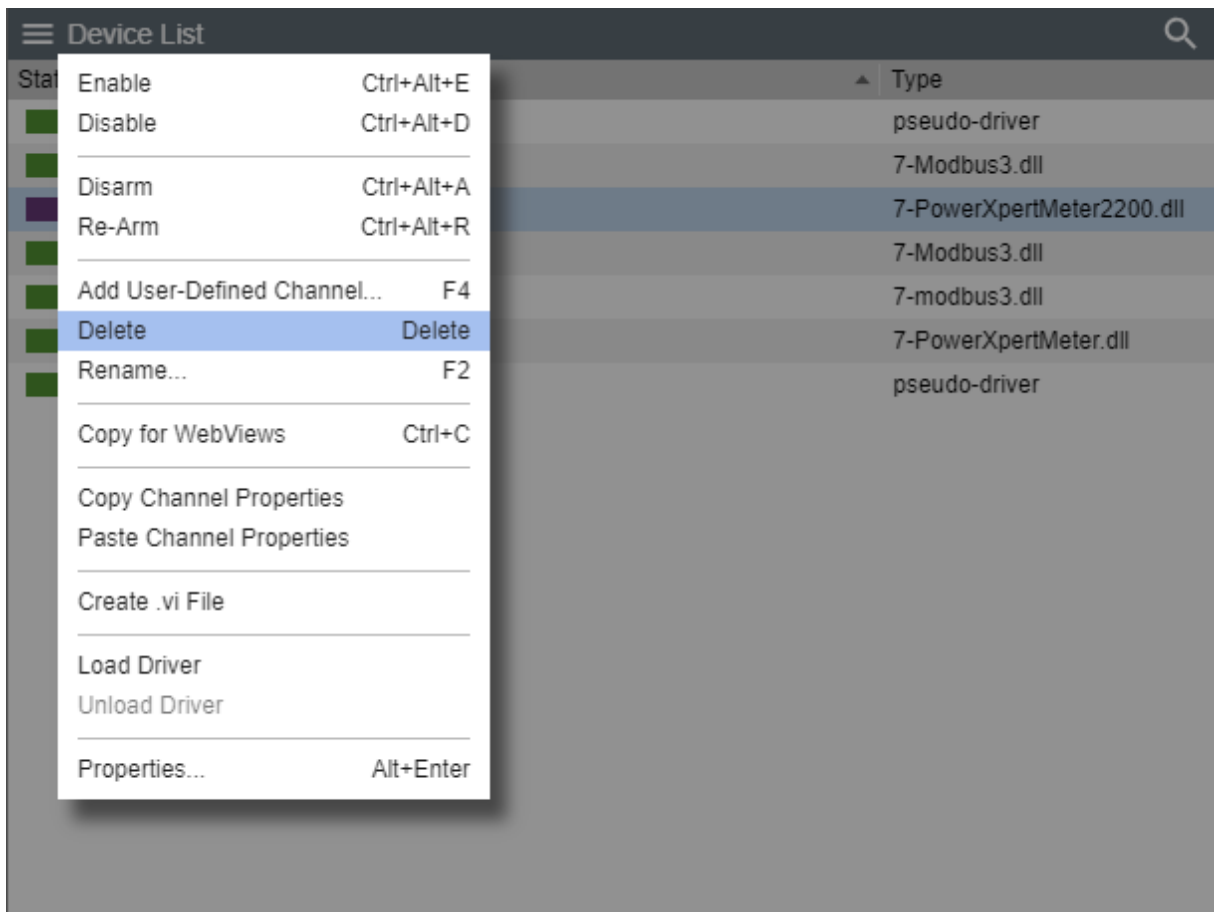 Device List
Stat Type
Enable Ctrl+Alt+E
Disable Ctrl+Alt+D
Disarm Ctrl+Alt+A
Re-Arm Ctrl+Alt+R
Add User-Defined Channel... F4
Delete Delete
Rename... F2
Copy for WebViews Ctrl+C
Copy Channel Properties
Paste Channel Properties
Create .vi File
Load Driver
Unload Driver
Properties... Alt+Enter
pseudo-driver
7-Modbus3.dll
7-PowerXpertMeter2200.dll
7-Modbus3.dll
7-modbus3.dll
7-PowerXpertMeter.dll
pseudo-driver